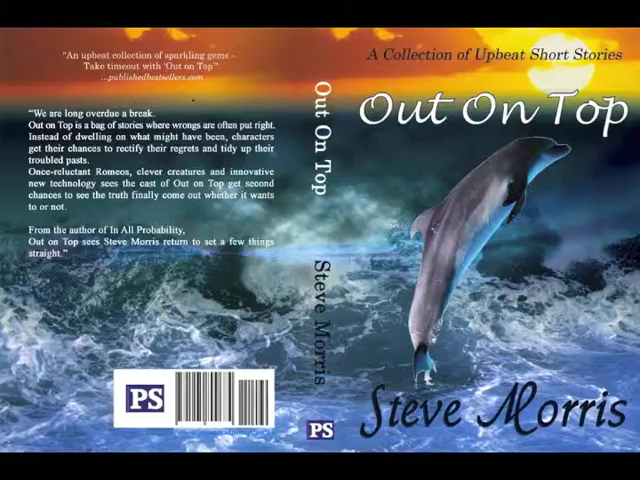 "An upbeat collection of sparkling gems –
Take timeout with 'Out on Top'"
...publishedbestsellers.com
"We are long overdue a break.
Out on Top is a bag of stories where wrongs are often put right.
Instead of dwelling on what might have been, characters
get their chances to rectify their regrets and tidy up their
troubled pasts.
Once-reluctant Romeos, clever creatures and innovative
new technology sees the cast of Out on Top get second
chances to see the truth finally come out whether it wants
to or not.
From the author of In All Probability,
Out on Top sees Steve Morris return to set a few things
straight."
PS
Out On Top
Steve Morris
PS
A Collection of Upbeat Short Stories
Out On Top
Steve Morris